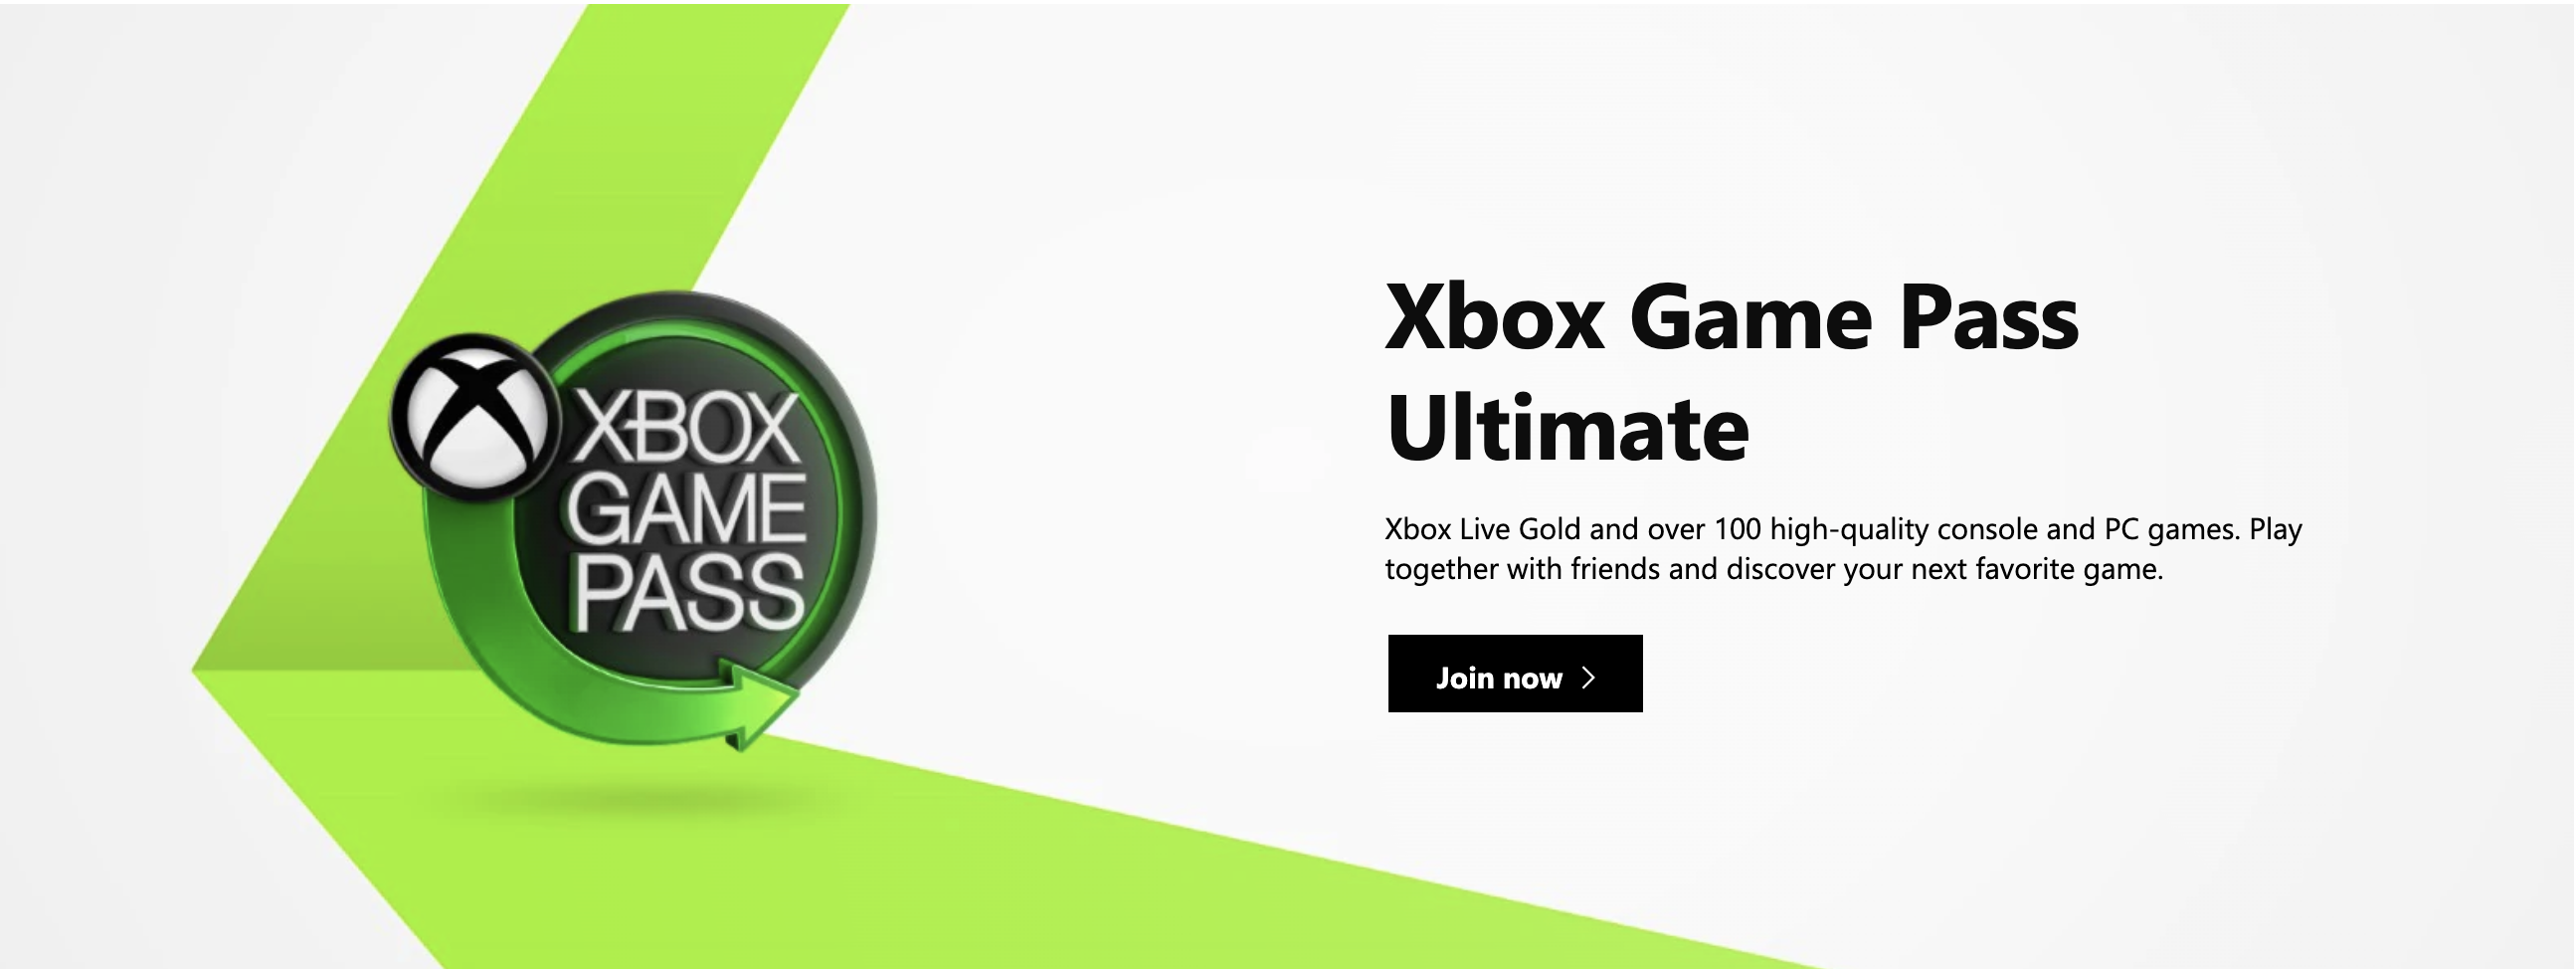 XBOX
GAME
PASS
Xbox Game Pass
Ultimate
Xbox Live Gold and over 100 high-quality console and PC games. Play
together with friends and discover your next favorite game.
Join now